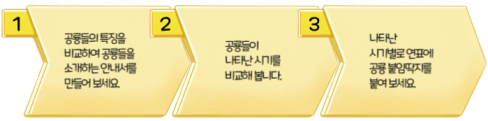 1
공룡들의 특징을
비교하여 공룡들을
소개하는 안내서를
만들어 보세요.
2
공룡들이
나타난 시기를
비교해 봅니다.
3
나타난
시기별로 연표에
공룡 붙임딱지를
붙여 보세요.